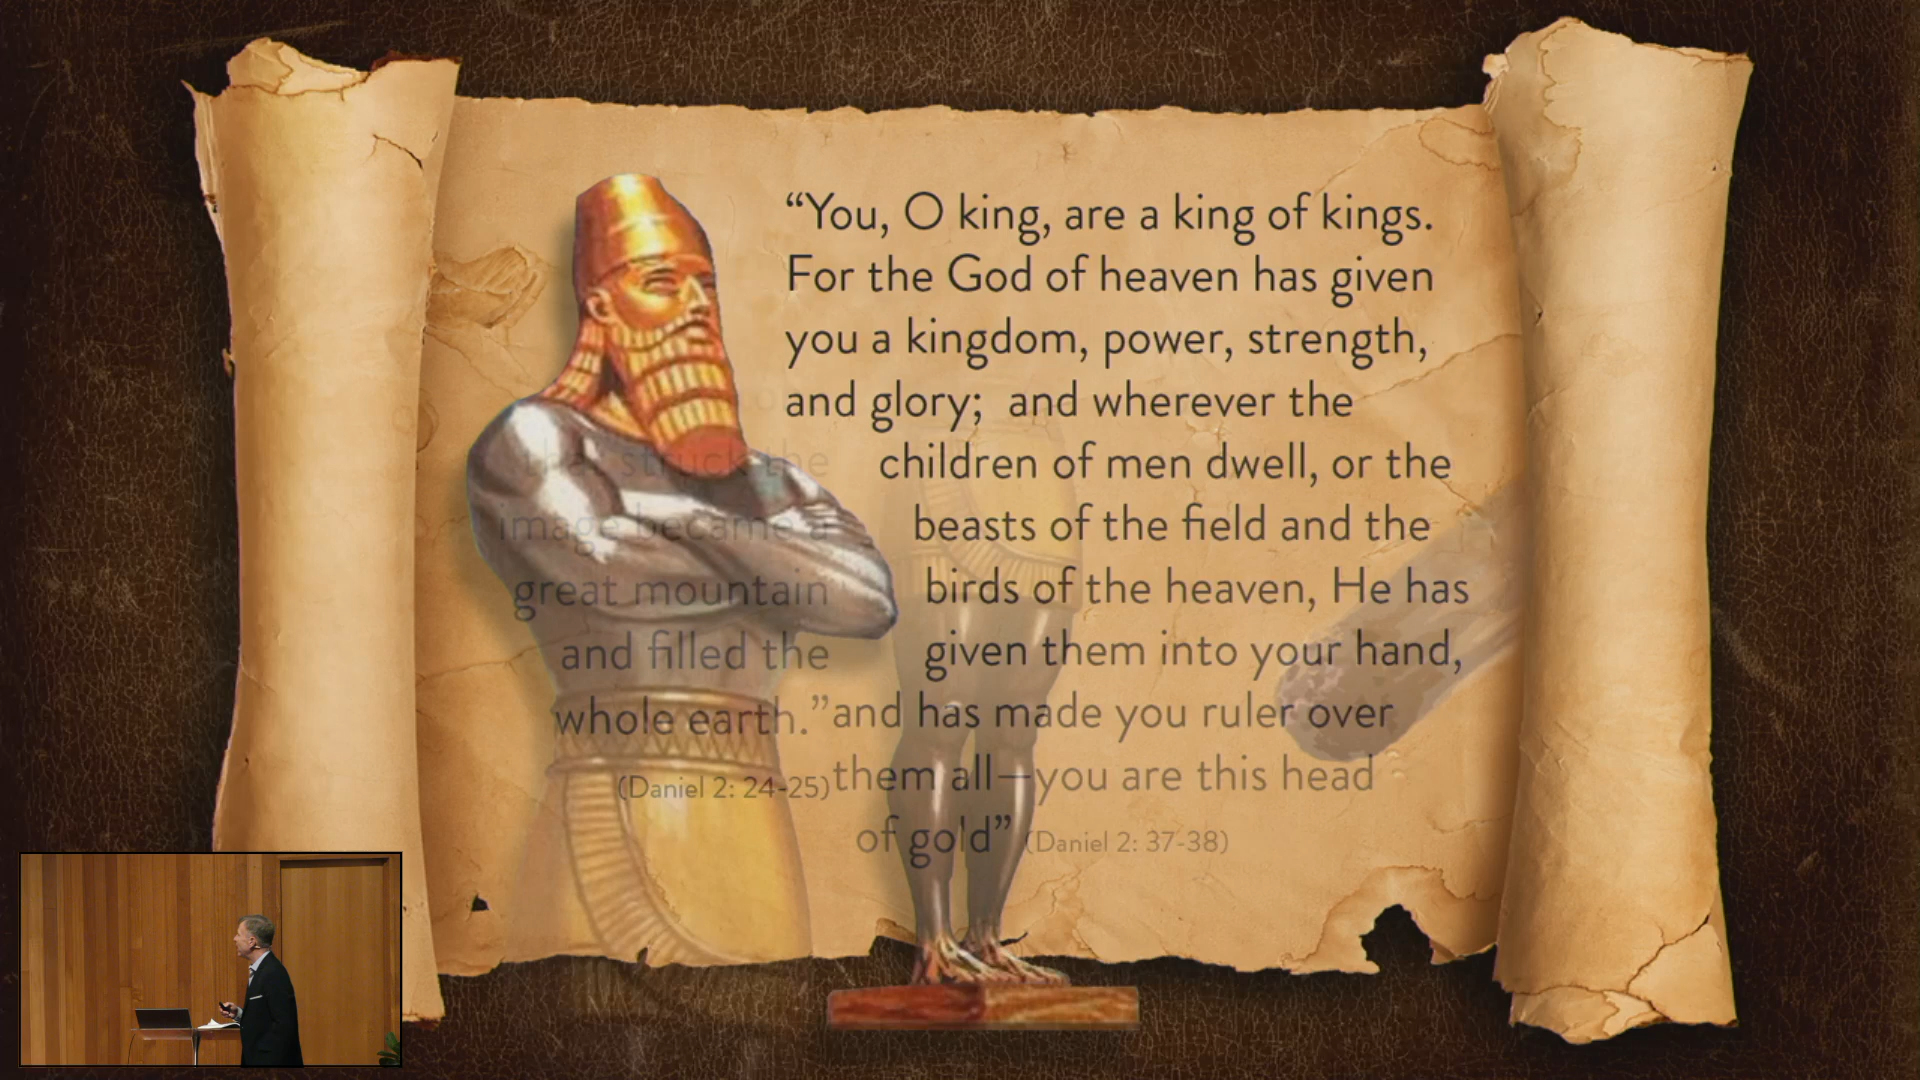 “You, O king, are a king of kings.
For the God of heaven has given
you a kingdom, power, strength,
and glory;  and wherever the
children of men dwell, or the
beasts of the field and the
birds of the heaven, He has
given them into your hand,
and has made you ruler over
them all—you are this head
of gold” (Daniel 2: 37-38)
that struck the
image became a
great mountain
and filled the
whole earth.”
(Daniel 2: 24-25)